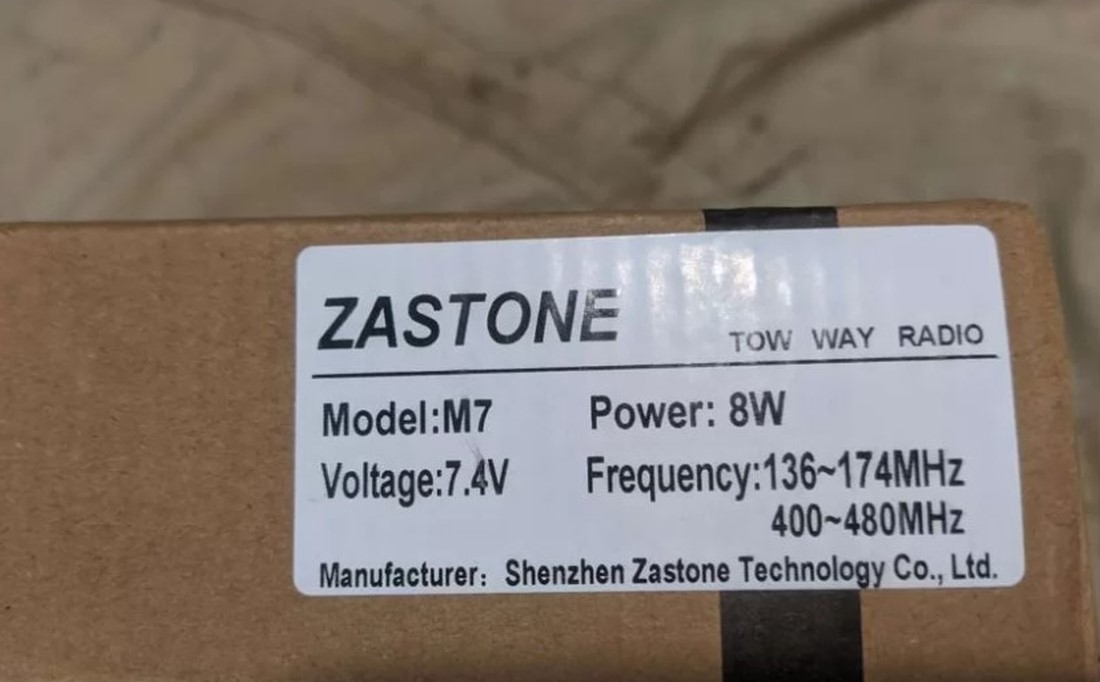 ZASTONE TOW WAY RADIO
Model:M7 Power: 8W
Voltage:7.4V Frequency:136~174MHz
400~480MHz
Manufacturer: Shenzhen Zastone Technology Co., Ltd.